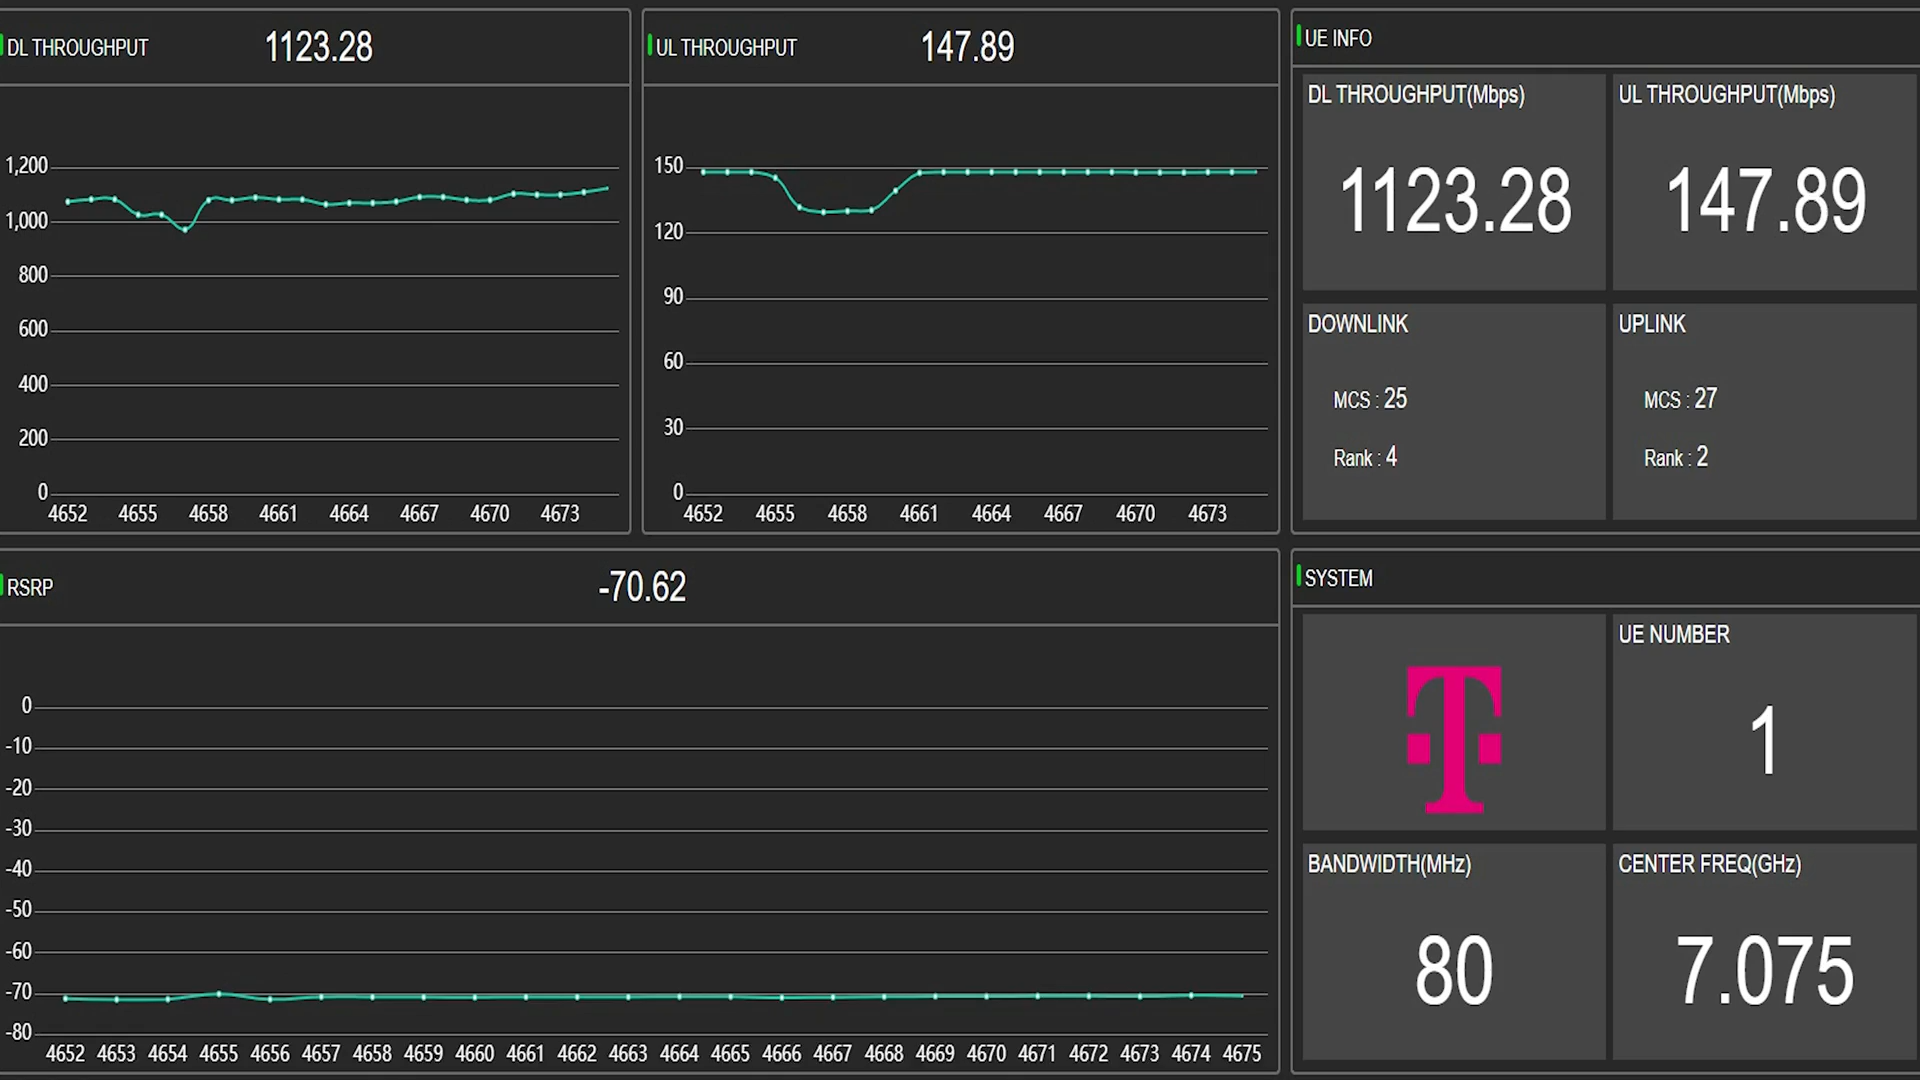 DL THROUGHPUT 1123.28
1,200
1,000
800
600
400
200
0
4652 4655 4658 4661 4664 4667 4670 4673
UL THROUGHPUT 147.89
150
120
90
60
30
0
4652 4655 4658 4661 4664 4667 4670 4673
UE INFO
DL THROUGHPUT(Mbps)
1123.28
UL THROUGHPUT(Mbps)
147.89
DOWNLINK
MCS : 25
Rank : 4
UPLINK
MCS : 27
Rank : 2
RSRP -70.62
0
-10
-20
-30
-40
-50
-60
-70
-80
4652 4653 4654 4655 4656 4657 4658 4659 4660 4661 4662 4663 4664 4665 4666 4667 4668 4669 4670 4671 4672 4673 4674 4675
SYSTEM
T
UE NUMBER
1
BANDWIDTH(MHz)
80
CENTER FREQ(GHz)
7.075